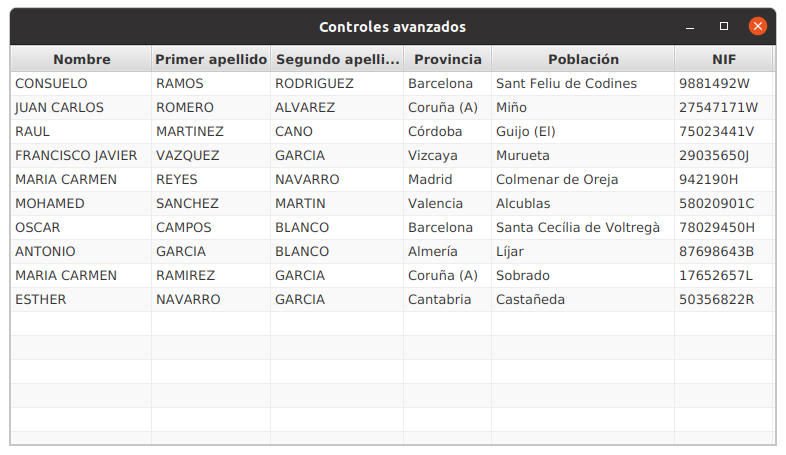 Controles avanzados
Nombre Primer apellido Segundo apelli... Provincia Población NIF
CONSUELO RAMOS RODRIGUEZ Barcelona Sant Feliu de Codines 9881492W
JUAN CARLOS ROMERO ALVAREZ Coruña (A) Miño 27547171W
RAUL MARTINEZ CANO Córdoba Guijo (El) 75023441V
FRANCISCO JAVIER VAZQUEZ GARCIA Vizcaya Murueta 29035650J
MARIA CARMEN REYES NAVARRO Madrid Colmenar de Oreja 942190H
MOHAMED SANCHEZ MARTIN Valencia Alcublas 58020901C
OSCAR CAMPOS BLANCO Barcelona Santa Cecília de Voltregà 78029450H
ANTONIO GARCIA BLANCO Almería Líjar 87698643B
MARIA CARMEN RAMIREZ GARCIA Coruña (A) Sobrado 17652657L
ESTHER NAVARRO GARCIA Cantabria Castañeda 50356822R